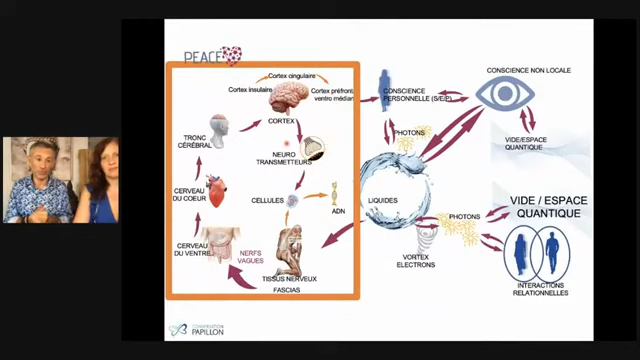 PEACE
Cortex cingulaire
Cortex insulaire
Cortex préfront
ventro médian
CORTEX
TRONC
CÉRÉBRAL
NEURO
TRANSMETTEURS
CELLULES
ADN
CERVEAU
DU COEUR
CERVEAU
DU VENTRE
NERFS
VAGUES
TISSUS NERVEUX
FASCIAS
CONSCIENCE
PERSONNELLE (S/E/P)
PHOTONS
LIQUIDES
PHOTONS
VORTEX
ELECTRONS
CONSCIENCE NON LOCALE
VIDE/ESPACE
QUANTIQUE
VIDE / ESPACE
QUANTIQUE
INTERACTIONS
RELATIONNELLES
PAPILLON